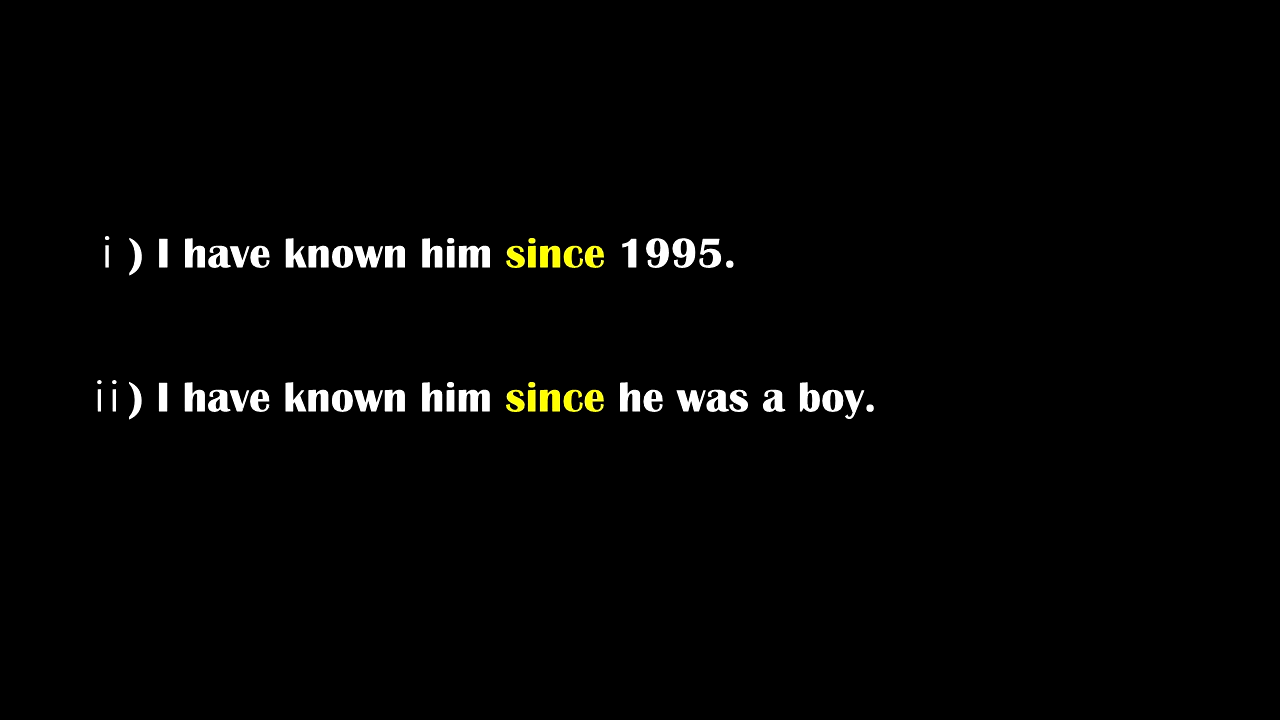 ⅰ) I have known him since 1995.
ⅱ) I have known him since he was a boy.